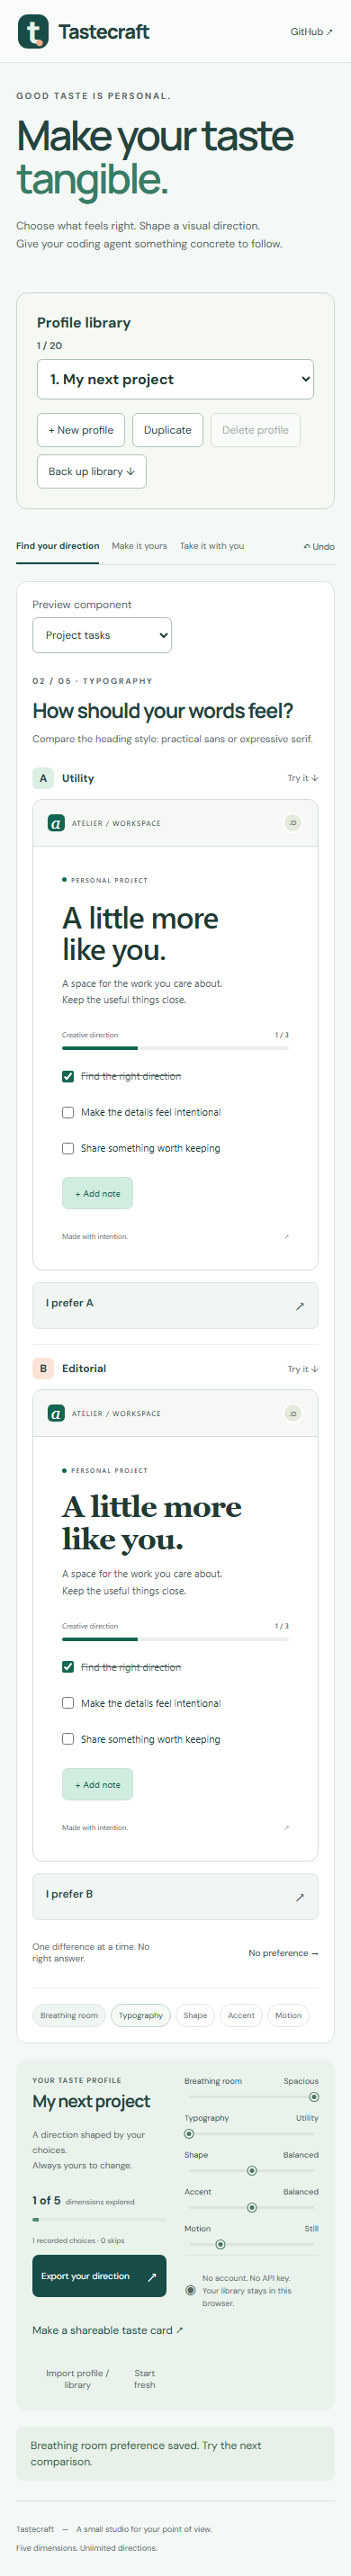 t Tastecraft
GitHub ↗
GOOD TASTE IS PERSONAL.
Make your taste
tangible.
Choose what feels right. Shape a visual direction.
Give your coding agent something concrete to follow.
Profile library
1 / 20
1. My next project
+ New profile
Duplicate
Delete profile
Back up library ↓
Find your direction
Make it yours
Take it with you
↶ Undo
Preview component
Project tasks
02 / 05 · TYPOGRAPHY
How should your words feel?
Compare the heading style: practical sans or expressive serif.
A Utility
Try it ↓
a ATELIER / WORKSPACE
JD
PERSONAL PROJECT
A little more
like you.
A space for the work you care about.
Keep the useful things close.
Creative direction
1 / 3
Find the right direction
Make the details feel intentional
Share something worth keeping
+ Add note
Made with intention.
↗
I prefer A
↗
B Editorial
Try it ↓
a ATELIER / WORKSPACE
JD
PERSONAL PROJECT
A little more
like you.
A space for the work you care about.
Keep the useful things close.
Creative direction
1 / 3
Find the right direction
Make the details feel intentional
Share something worth keeping
+ Add note
Made with intention.
↗
I prefer B
↗
One difference at a time. No
right answer.
No preference →
Breathing room
Typography
Shape
Accent
Motion
YOUR TASTE PROFILE
My next project
A direction shaped by your
choices.
Always yours to change.
1 of 5 dimensions explored
1 recorded choices · 0 skips
Export your direction ↗
Breathing room
Spacious
Typography
Utility
Shape
Balanced
Accent
Balanced
Motion
Still
No account. No API key.
Your library stays in this
browser.
Make a shareable taste card ↗
Import profile /
library
Start
fresh
Breathing room preference saved. Try the next
comparison.
Tastecraft — A small studio for your point of view.
Five dimensions. Unlimited directions.